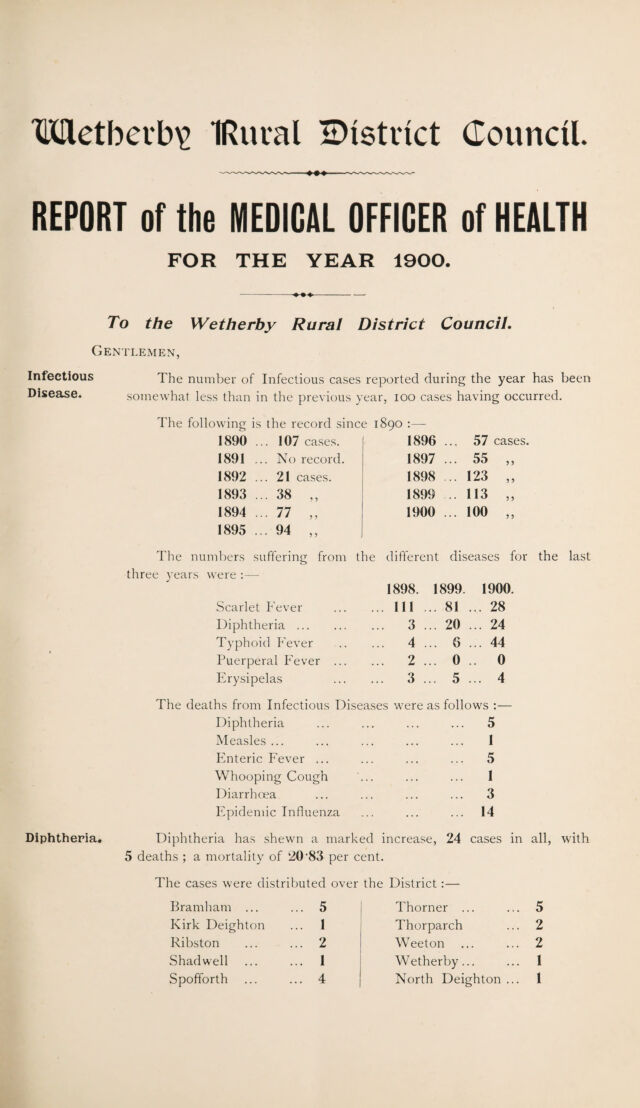 Wetherby Rural District Council.
REPORT of the MEDICAL OFFICER of HEALTH
FOR THE YEAR 1900.
To the Wetherby Rural District Council.
GENTLEMEN,
Infectious Disease.
The number of Infectious cases reported during the year has been
somewhat less than in the previous year, 100 cases having occurred.
The following is the record since 1890 :—
1890 ... 107 cases. 1896 ... 57 cases.
1891 ... No record. 1897 ... 55 ,,
1892 ... 21 cases. 1898 ... 123 ,,
1893 ... 38 ,, 1899 ... 113 ,,
1894 ... 77 ,, 1900 ... 100 ,,
1895 ... 94 ,,
The numbers suffering from the different diseases for the last
three years were :—
1898. 1899. 1900.
Scarlet Fever ... ... 111 ... 81 ... 28
Diphtheria ... ... ... 3 ... 20 ... 24
Typhoid Fever ... ... 4 ... 6 ... 44
Puerperal Fever ... ... 2 ... 0 .. 0
Erysipelas ... ... 3 ... 5 ... 4
The deaths from Infectious Diseases were as follows :—
Diphtheria ... ... ... ... 5
Measles ... ... ... ... ... 1
Enteric Fever ... ... ... ... 5
Whooping Cough ... ... ... 1
Diarrhœa ... ... ... ... 3
Epidemic Influenza ... ... ... 14
Diphtheria.
Diphtheria has shewn a marked increase, 24 cases in all, with
5 deaths ; a mortality of 20·83 per cent.
The cases were distributed over the District :—
Bramham ... ... 5 Thorner ... ... 5
Kirk Deighton ... 1 Thorparch ... 2
Ribston ... ... 2 Weeton ... ... 2
Shadwell ... ... 1 Wetherby ... ... 1
Spofforth ... ... 4 North Deighton ... 1